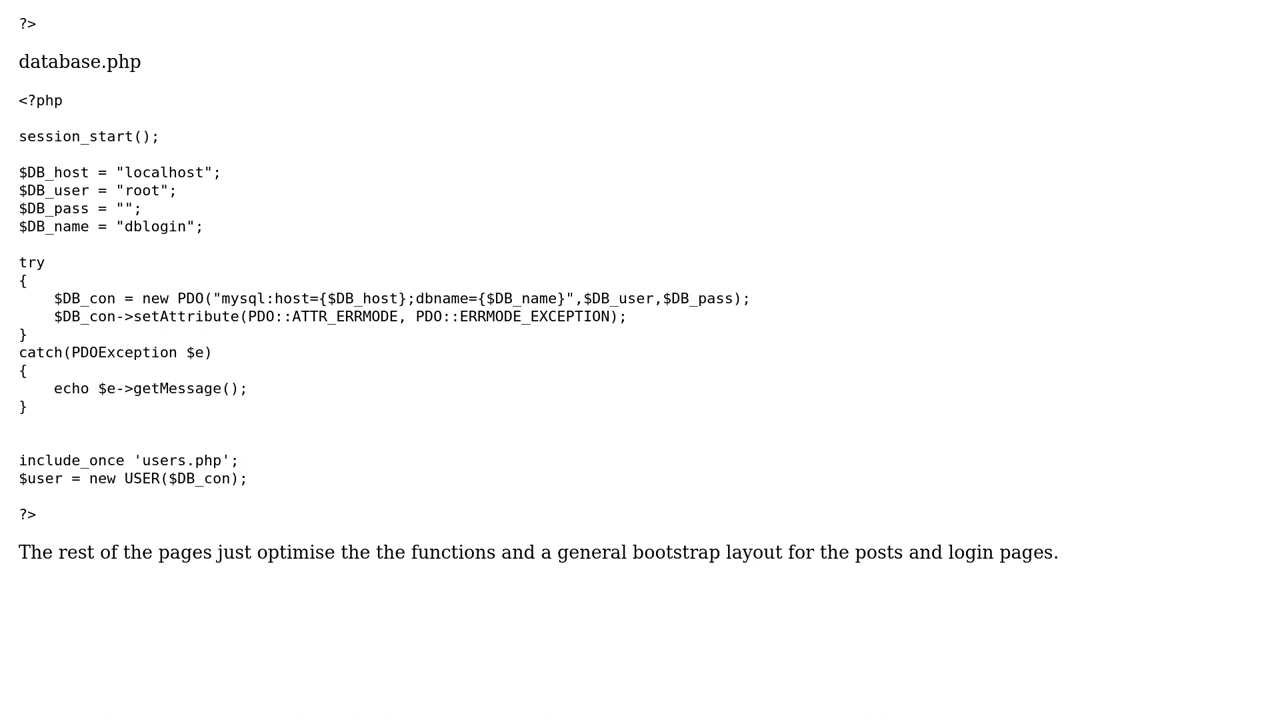 ?>
database.php
<?php
session_start();
$DB_host = "localhost";
$DB_user = "root";
$DB_pass = "";
$DB_name = "dblogin";
try
{
    $DB_con = new PDO("mysql:host={$DB_host};dbname={$DB_name}",$DB_user,$DB_pass);
    $DB_con->setAttribute(PDO::ATTR_ERRMODE, PDO::ERRMODE_EXCEPTION);
}
catch(PDOException $e)
{
    echo $e->getMessage();
}
include_once 'users.php';
$user = new USER($DB_con);
?>
The rest of the pages just optimise the the functions and a general bootstrap layout for the posts and login pages.